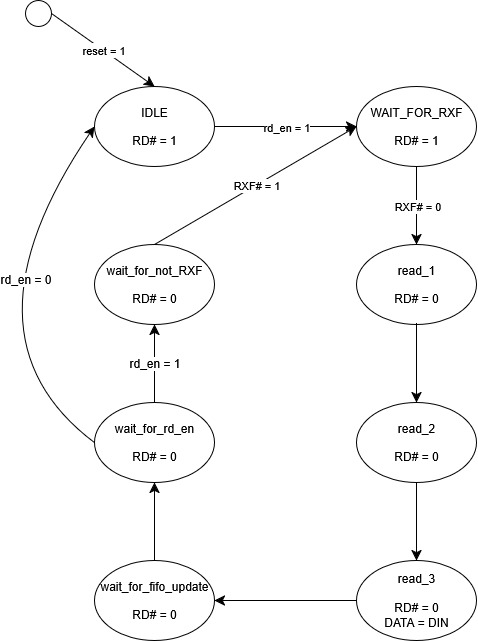 reset = 1
IDLE
RD# = 1
rd_en = 1
WAIT_FOR_RXF
RD# = 1
RXF# = 1
RXF# = 0
wait_for_not_RXF
RD# = 0
read_1
RD# = 0
rd_en = 0
rd_en = 1
wait_for_rd_en
RD# = 0
read_2
RD# = 0
wait_for_fifo_update
RD# = 0
read_3
RD# = 0
DATA = DIN